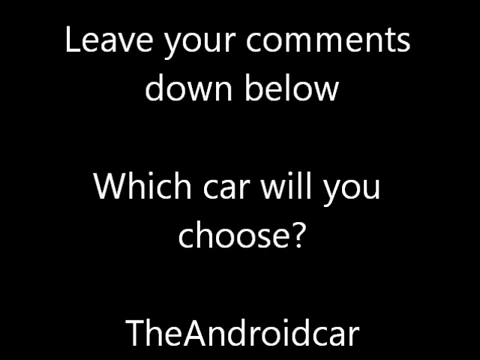 Leave your comments
down below
Which car will you
choose?
TheAndroidcar